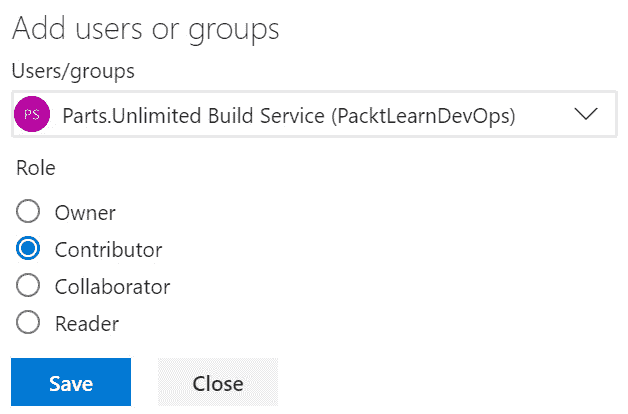 Add users or groups
Users/groups
PS Parts.Unlimited Build Service (PacktLearnDevOps)
Role
Owner
Contributor
Collaborator
Reader
Save Close